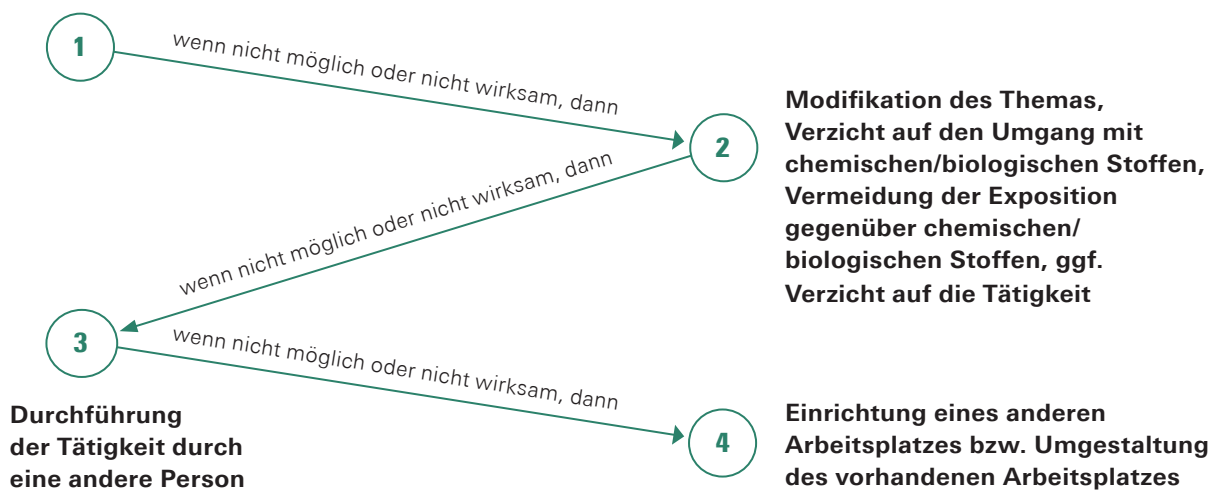 1
wenn nicht möglich oder nicht wirksam, dann
2
Modifikation des Themas,
Verzicht auf den Umgang mit
chemischen/biologischen Stoffen,
Vermeidung der Exposition
gegenüber chemischen/
biologischen Stoffen, ggf.
Verzicht auf die Tätigkeit
wenn nicht möglich oder nicht wirksam, dann
3
Durchführung
der Tätigkeit durch
eine andere Person
wenn nicht möglich oder nicht wirksam, dann
4
Einrichtung eines anderen
Arbeitsplatzes bzw. Umgestaltung
des vorhandenen Arbeitsplatzes